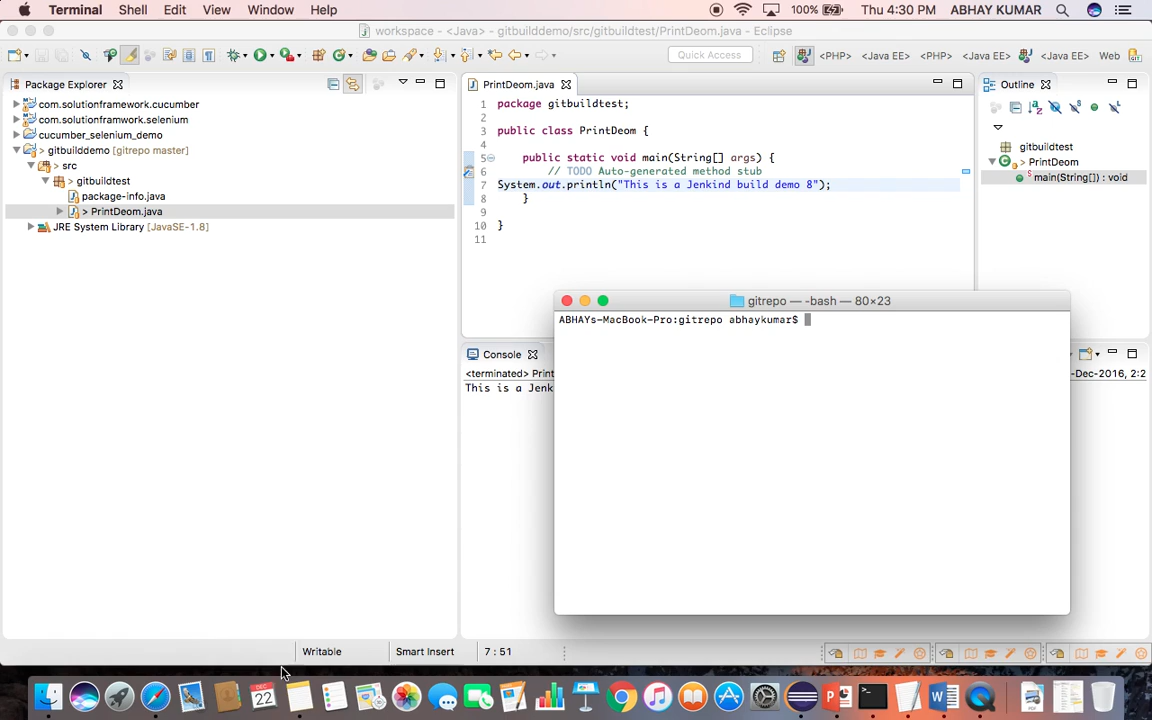 Terminal Shell Edit View Window Help 100% Thu 4:30 PM ABHAY KUMAR
workspace - <Java> - gitbuilddemo/src/gitbuildtest/PrintDeom.java - Eclipse
Quick Access <PHP> <Java EE> <PHP> <Java EE> <Java EE> Web
Package Explorer
com.solutionframework.cucumber
com.solutionframwork.selenium
cucumber_selenium_demo
> gitbuilddemo [gitrepo master]
> src
> gitbuildtest
package-info.java
> PrintDeom.java
JRE System Library [JavaSE-1.8]
PrintDeom.java
1 package gitbuildtest;
2
3 public class PrintDeom {
4
5 public static void main(String[] args) {
6 // TODO Auto-generated method stub
7 System.out.println("This is a Jenkind build demo 8");
8 }
9
10 }
11
Outline
gitbuildtest
PrintDeom
S
main(String[]) : void
gitrepo — -bash — 80×23
ABHAYs-MacBook-Pro:gitrepo abhaykumar$
Console
<terminated> Print
-Dec-2016, 2:2
This is a Jenk
Writable Smart Insert 7 : 51
DEC
22